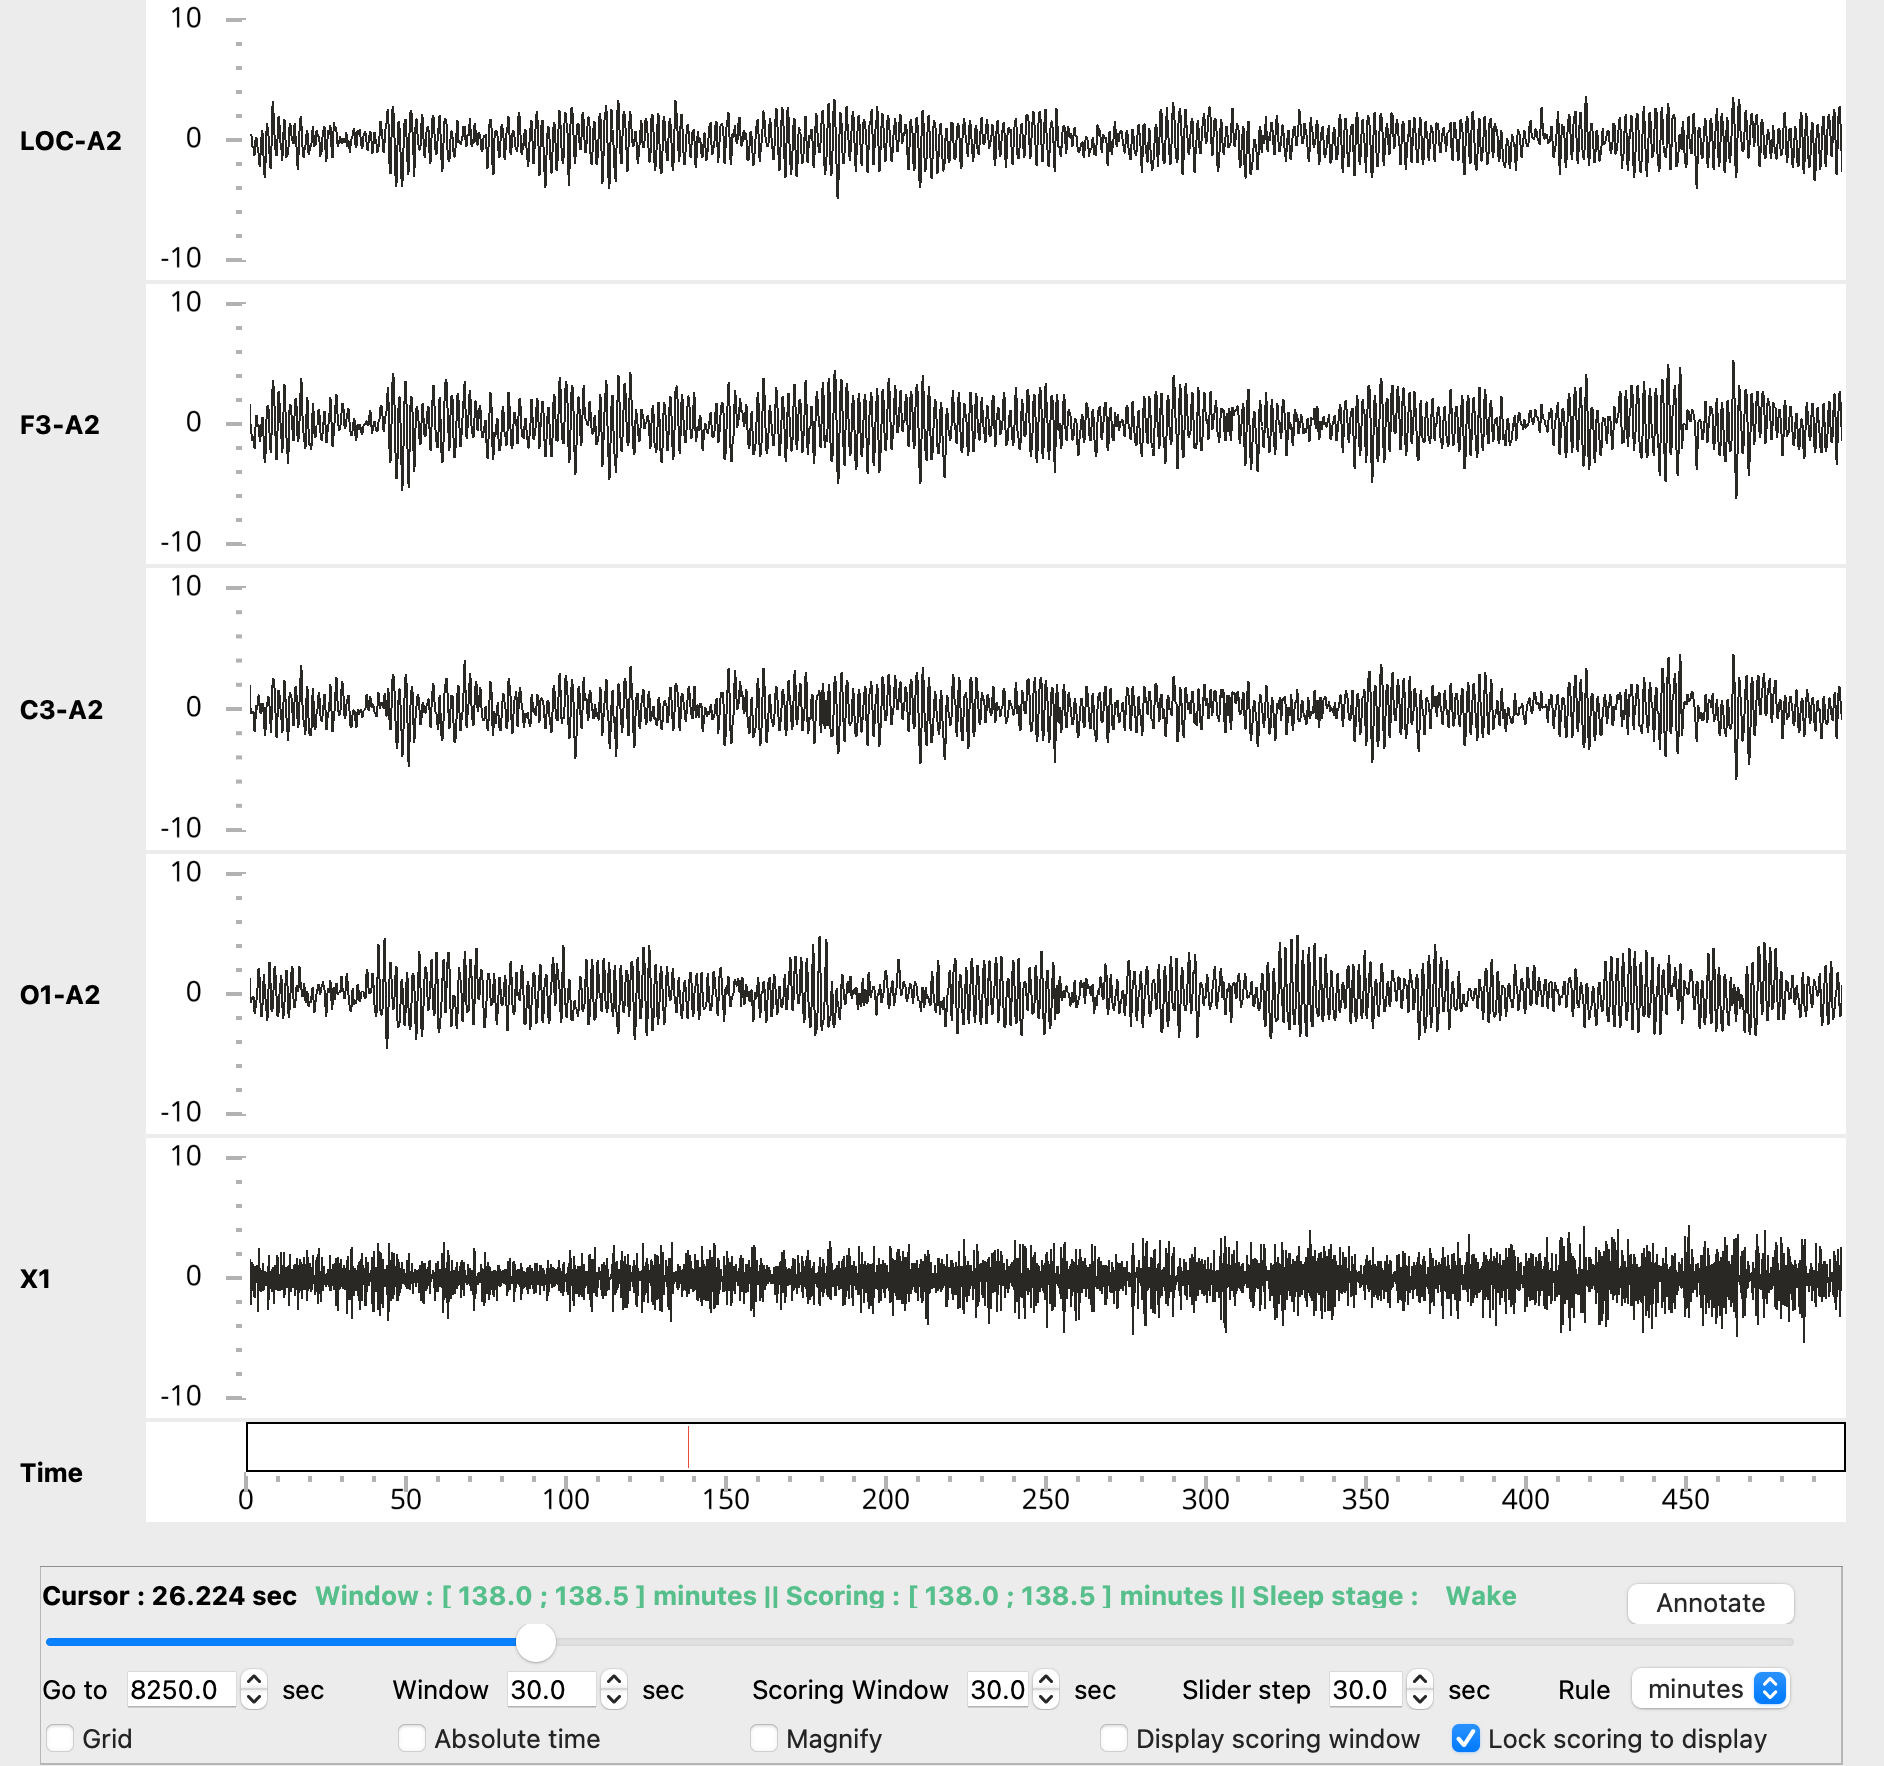 10
LOC-A2 0
-10
10
F3-A2 0
-10
10
C3-A2 0
-10
10
O1-A2 0
-10
10
X1 0
-10
Time
0 50 100 150 200 250 300 350 400 450
Cursor : 26.224 sec Window : [ 138.0 ; 138.5 ] minutes || Scoring : [ 138.0 ; 138.5 ] minutes || Sleep stage : Wake Annotate
Go to 8250.0 sec Window 30.0 sec Scoring Window 30.0 sec Slider step 30.0 sec Rule minutes
Grid Absolute time Magnify Display scoring window Lock scoring to display